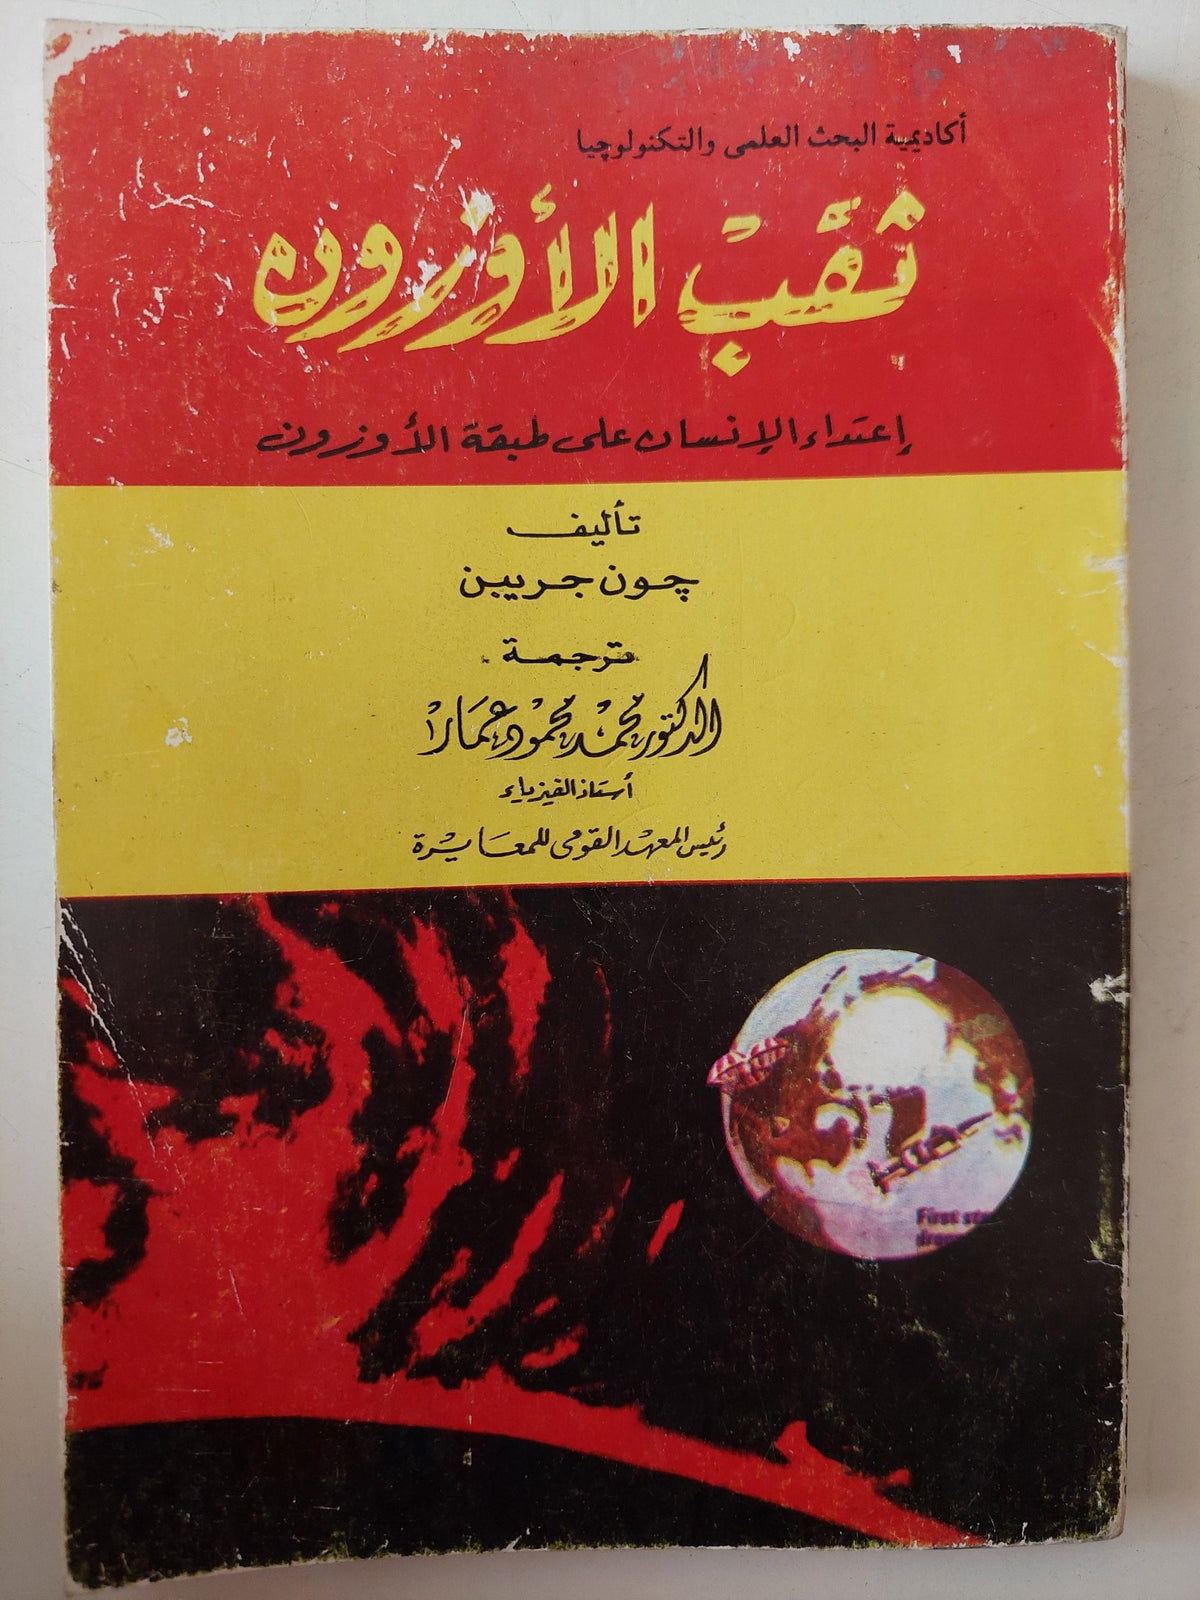 أكاديمية البحث العلمى والتكنولوچيا
ثقب الأوزون
إعتداء الإنسان على طبقة الأوزون
تأليف
چون جريبن
ترجمة
الدكتور محمد محمود عمار
أستاذ الفيزياء
رئيس المعهد القومى للمعايرة
First